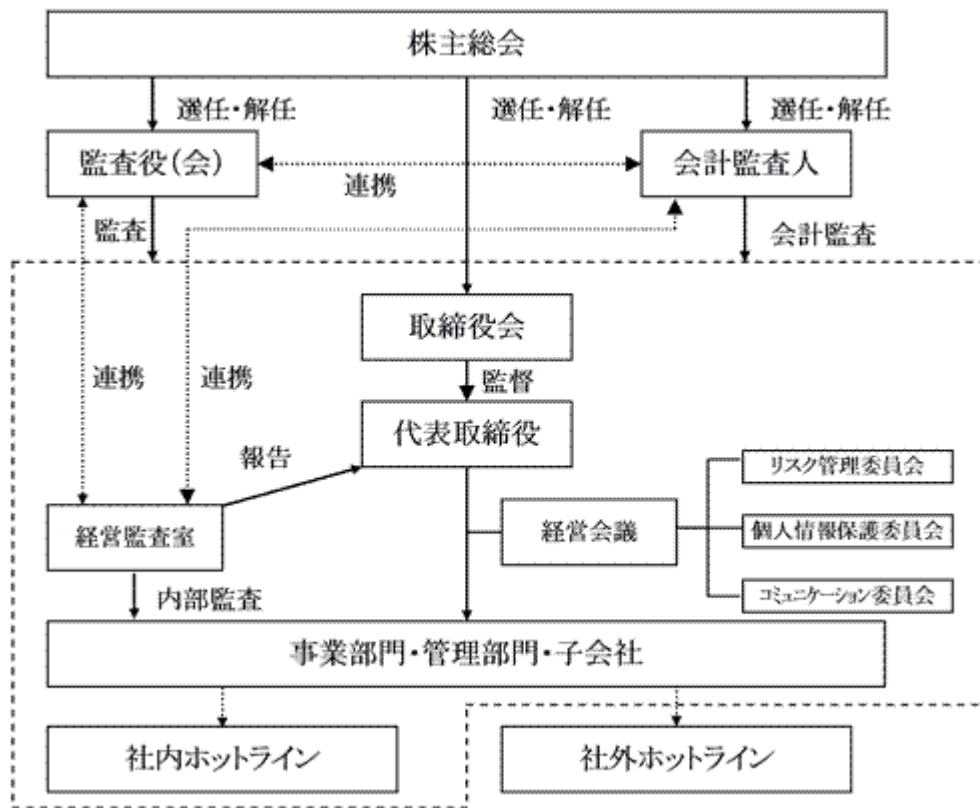 株主総会
選任・解任
選任・解任
選任・解任
監査役(会)
会計監査人
連携
監査
会計監査
取締役会
連携
連携
監督
代表取締役
報告
リスク管理委員会
経営監査室
経営会議
個人情報保護委員会
コミュニケーション委員会
内部監査
事業部門・管理部門・子会社
社内ホットライン
社外ホットライン